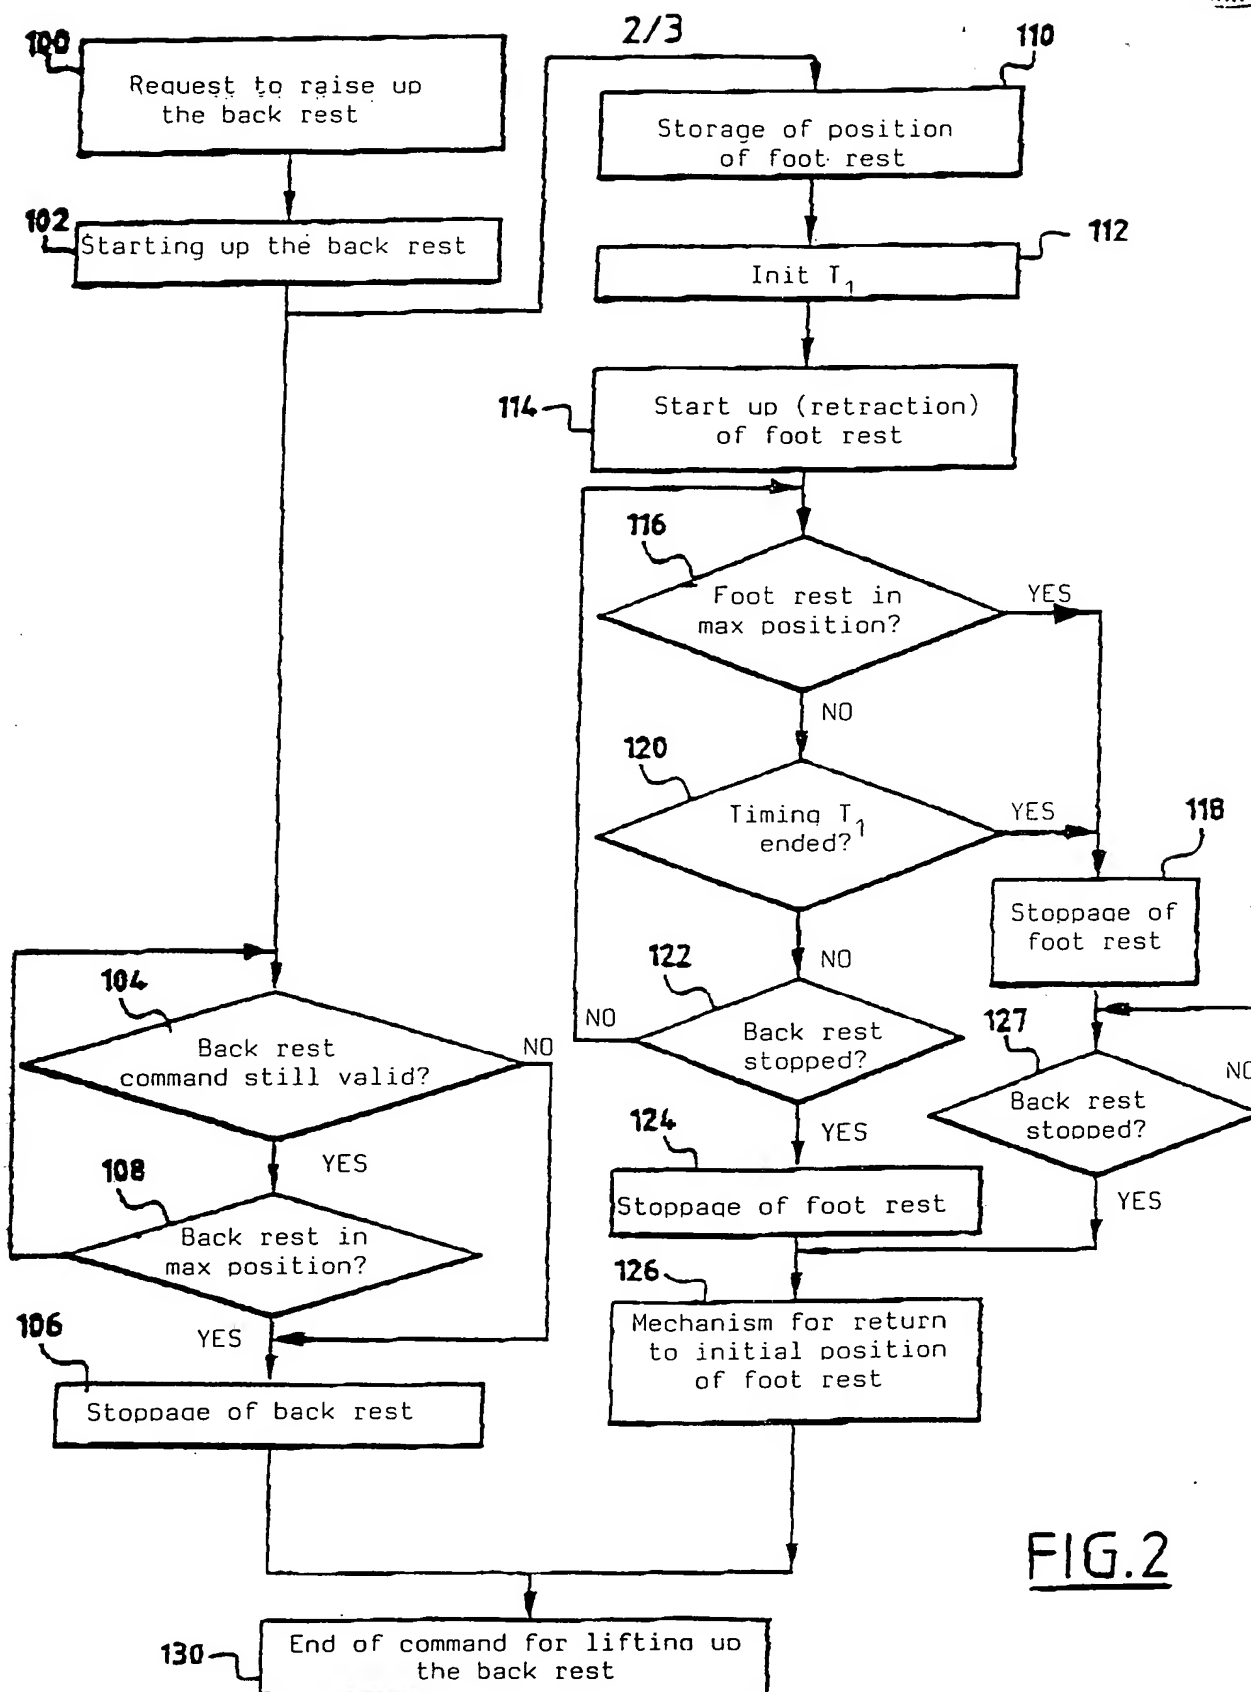 2/3
100
Request to raise up
the back rest
102
Starting up the back rest
110
Storage of position
of foot rest
112
Init T1
114
Start up (retraction)
of foot rest
116
Foot rest in
max position?
YES
NO
120
Timing T1
ended?
YES
NO
118
Stoppage of
foot rest
122
Back rest
stopped?
NO
YES
127
Back rest
stopped?
NO
YES
124
Stoppage of foot rest
126
Mechanism for return
to initial position
of foot rest
104
Back rest
command still valid?
NO
YES
108
Back rest in
max position?
YES
106
Stoppage of back rest
130
End of command for lifting up
the back rest
FIG.2